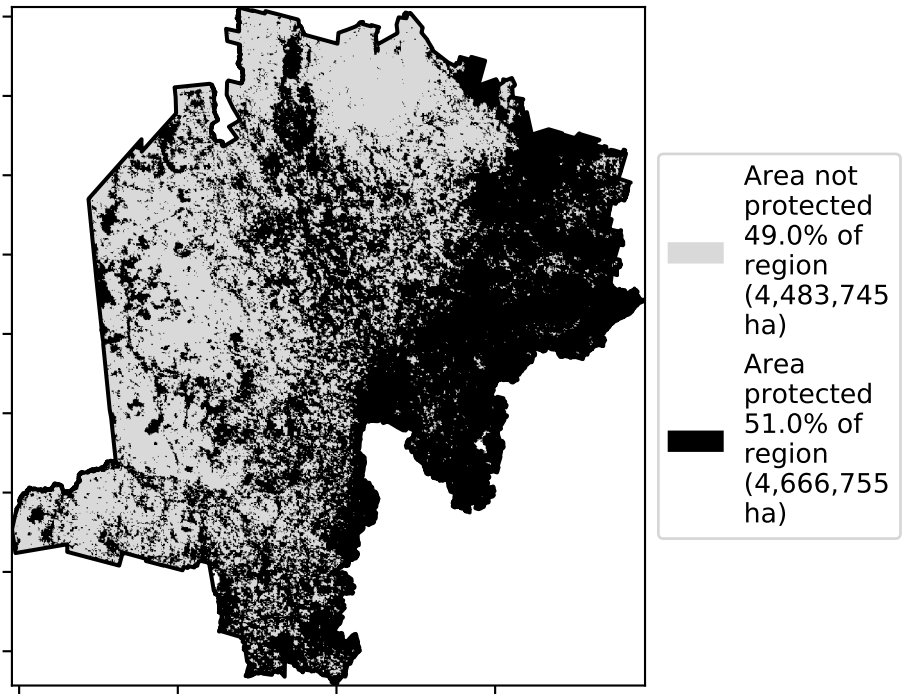 Area not
protected
49.0% of
region
(4,483,745
ha)
Area
protected
51.0% of
region
(4,666,755
ha)